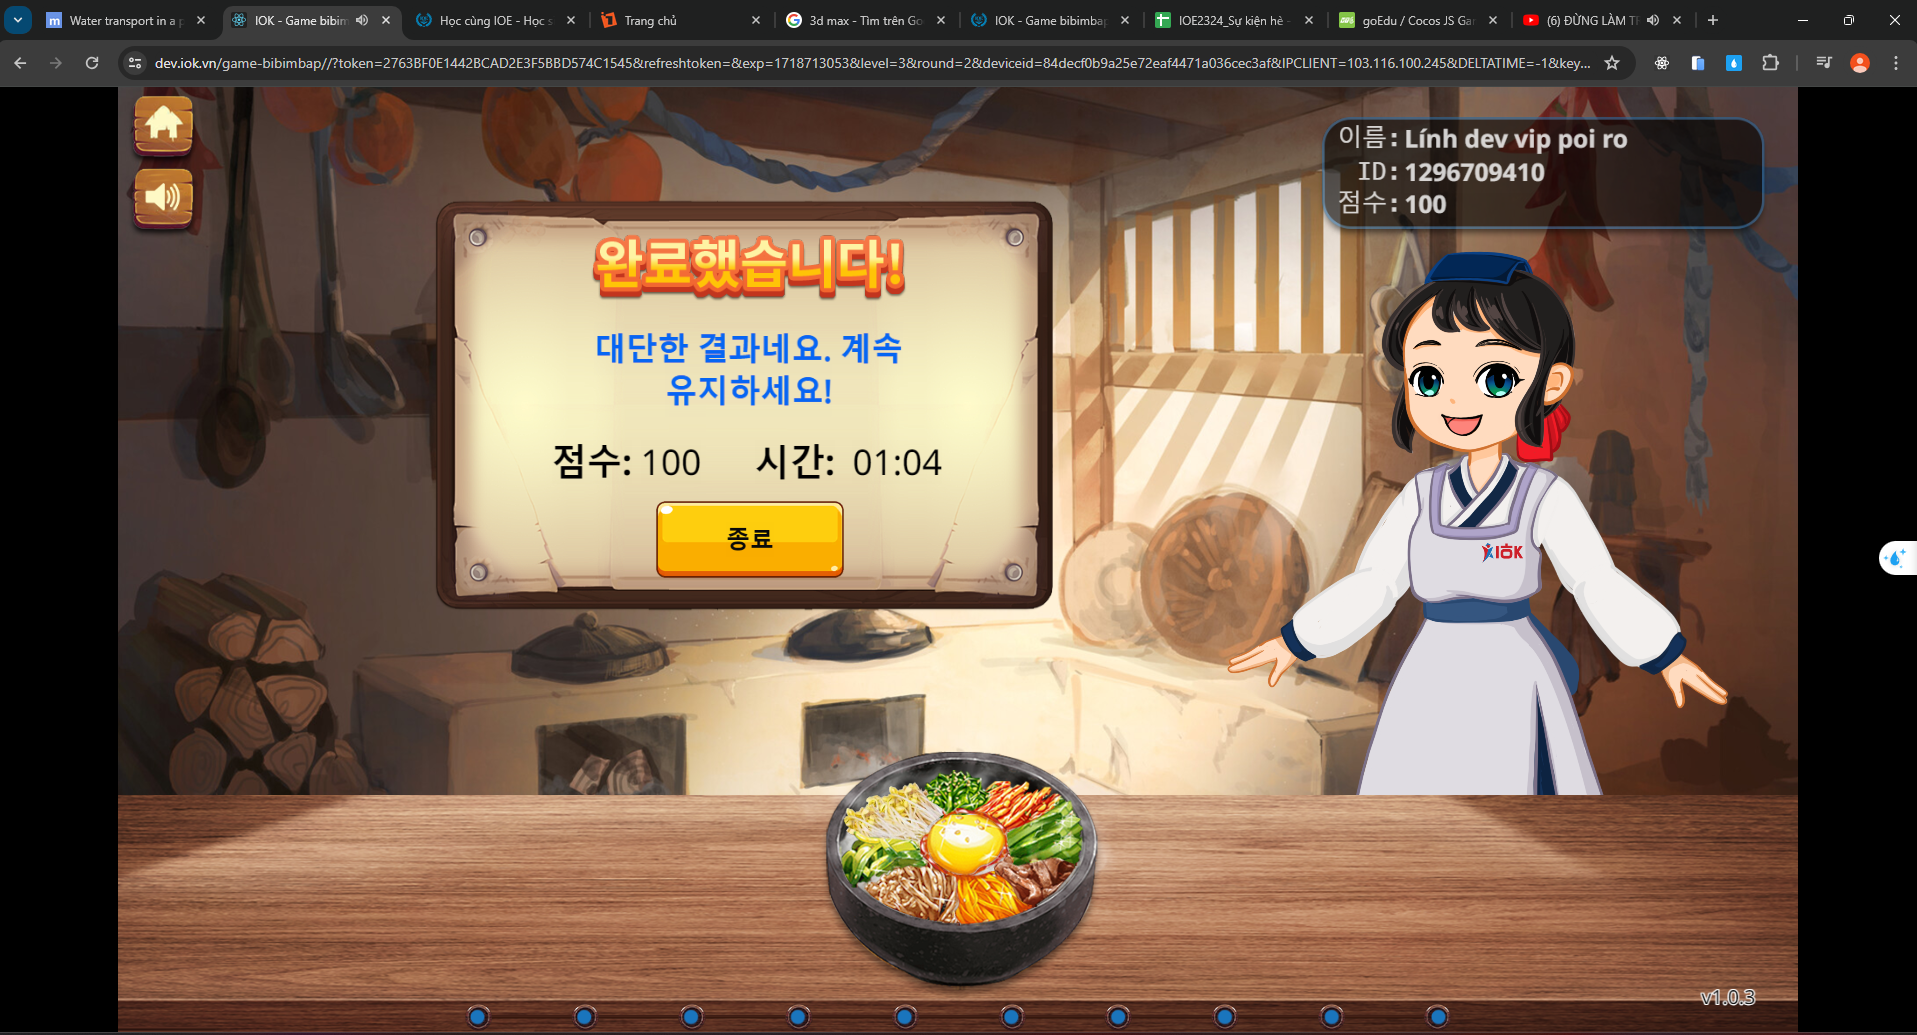 Water transport in a p
IOK - Game bibim
Học cùng IOE - Học s
Trang chủ
3d max - Tìm trên Go
IOK - Game bibimbap
IOE2324_Sự kiện hè -
goEdu / Cocos JS Gar
(6) ĐỪNG LÀM TH
dev.iok.vn/game-bibimbap//?token=2763BF0E1442BCAD2E3F5BBD574C1545&refreshtoken=&exp=1718713053&level=3&round=2&deviceid=84decf0b9a25e72eaf4471a036cec3af&IPCLIENT=103.116.100.245&DELTATIME=-1&key...
이름: Lính dev vip poi ro
ID: 1296709410
점수: 100
완료했습니다!
대단한 결과네요. 계속
유지하세요!
점수: 100 시간: 01:04
종료
IOK
v1.0.3